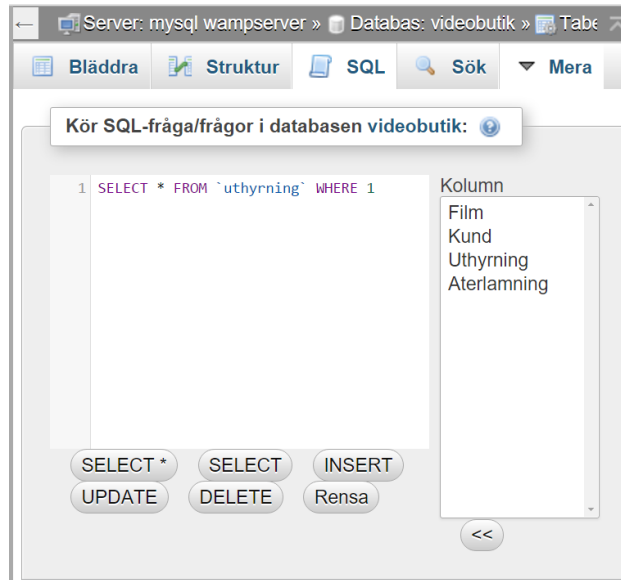 ← Server: mysql wampserver » Databas: videobutik » Tabe
Bläddra Struktur SQL Sök Mera
Kör SQL-fråga/frågor i databasen videobutik:
1 SELECT * FROM `uthyrning` WHERE 1
Kolumn
Film
Kund
Uthyrning
Aterlamning
SELECT * SELECT INSERT
UPDATE DELETE Rensa
<<